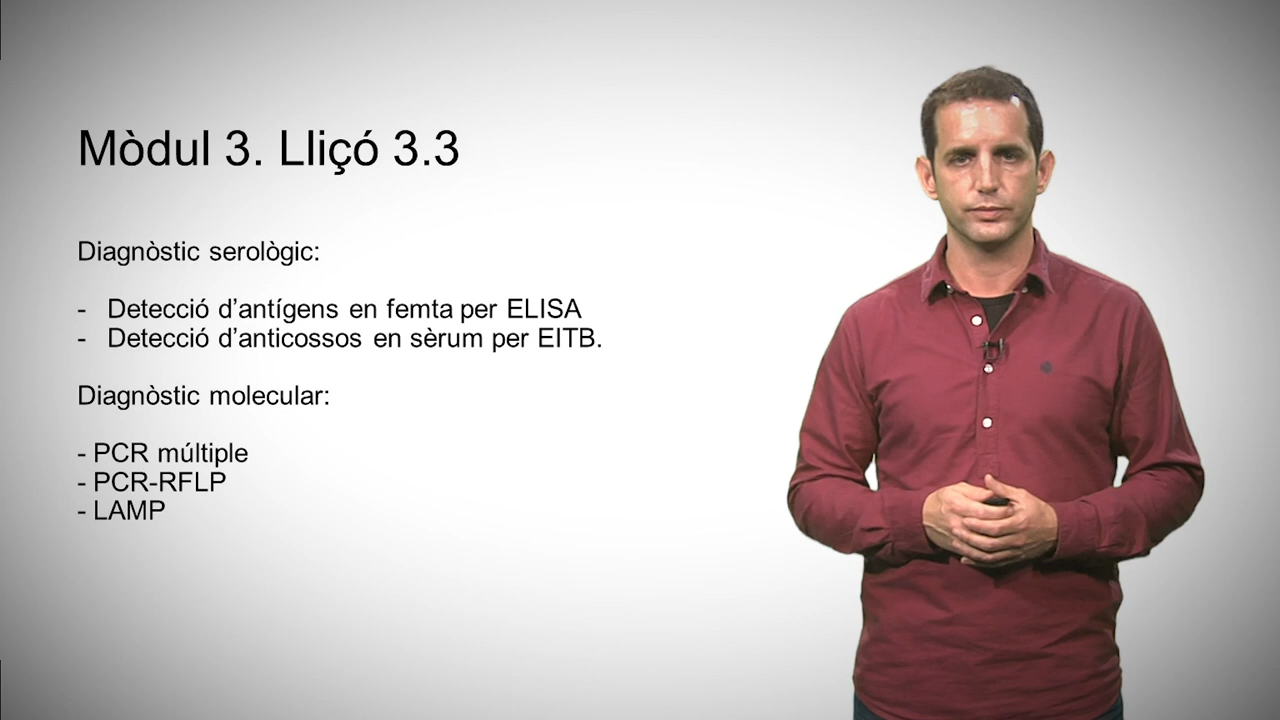 Mòdul 3. Lliçó 3.3
Diagnòstic serològic:
- Detecció d’antígens en femta per ELISA
- Detecció d’anticossos en sèrum per EITB.
Diagnòstic molecular:
- PCR múltiple
- PCR-RFLP
- LAMP